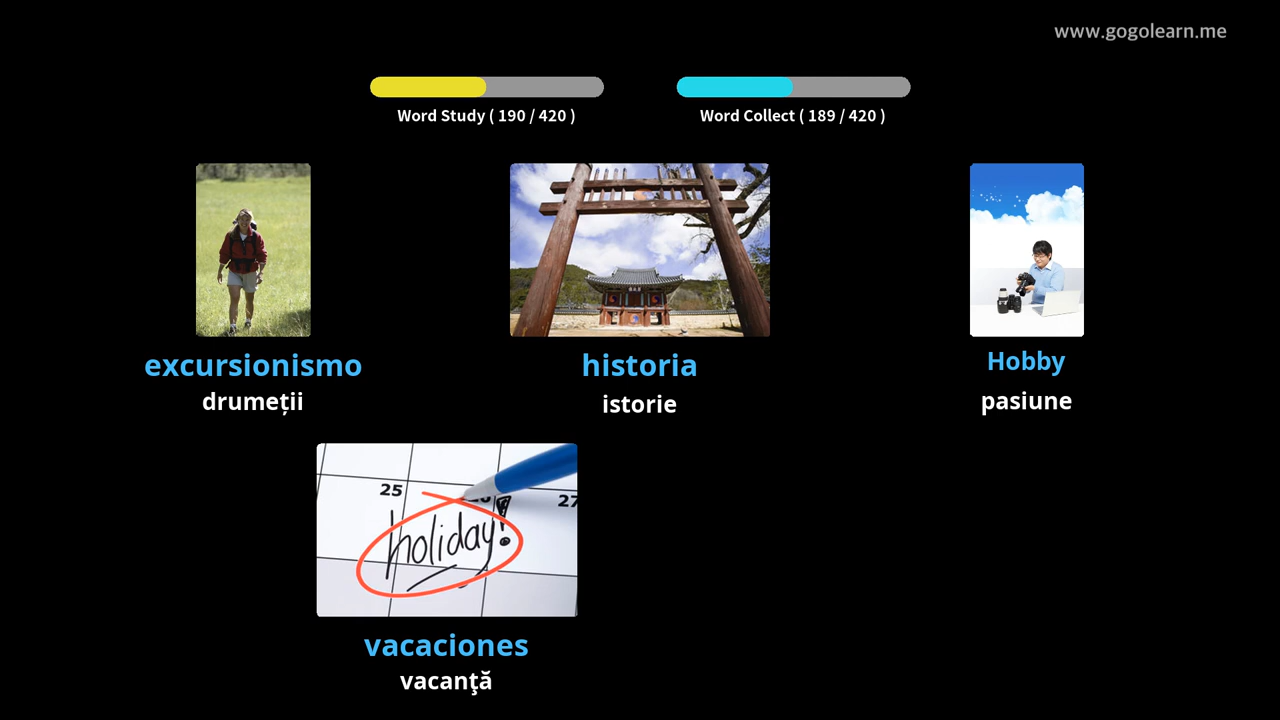 www.gogolearn.me
Word Study ( 190 / 420 )
Word Collect ( 189 / 420 )
excursionismo
drumeții
historia
istorie
Hobby
pasiune
25
27
holiday!
vacaciones
vacanţă